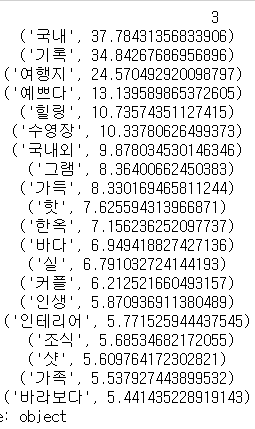 3
('국내', 37.78431356833906)
('기록', 34.84267686956896)
('여행지', 24.570492920098797)
('예쁘다', 13.139589865372605)
('힐링', 10.73574351127415)
('수영장', 10.33780626499373)
('국내외', 9.878034530146346)
('그램', 8.36400662450383)
('가득', 8.330169465811244)
('핫', 7.625594313966871)
('한옥', 7.156236252097737)
('바다', 6.949418827427136)
('실', 6.791032724144193)
('커플', 6.212521660493157)
('인생', 5.870936911380489)
('인테리어', 5.771525944437545)
('조식', 5.68534682172055)
('샷', 5.609764172302821)
('가족', 5.537927443899532)
('바라보다', 5.441435228919143)
e: object